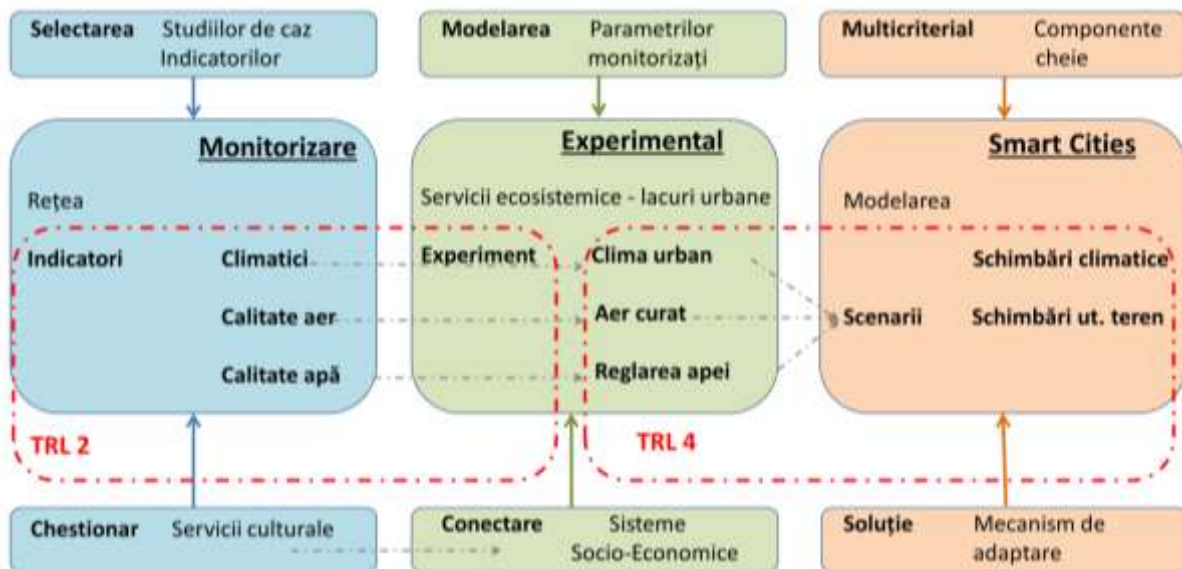 Selectarea Studiilor de caz
Indicatorilor
Modelarea Parametrilor
monitorizați
Multicriterial Componente
cheie
Monitorizare
Rețea
Indicatori Climatici
Calitate aer
Calitate apă
TRL 2
Experimental
Servicii ecosistemice - lacuri urbane
Experiment Clima urban
Aer curat
Reglarea apei
TRL 4
Smart Cities
Modelarea
Schimbări climatice
Scenarii Schimbări ut. teren
Chestionar Servicii culturale
Conectare Sisteme
Socio-Economice
Soluție Mecanism de
adaptare